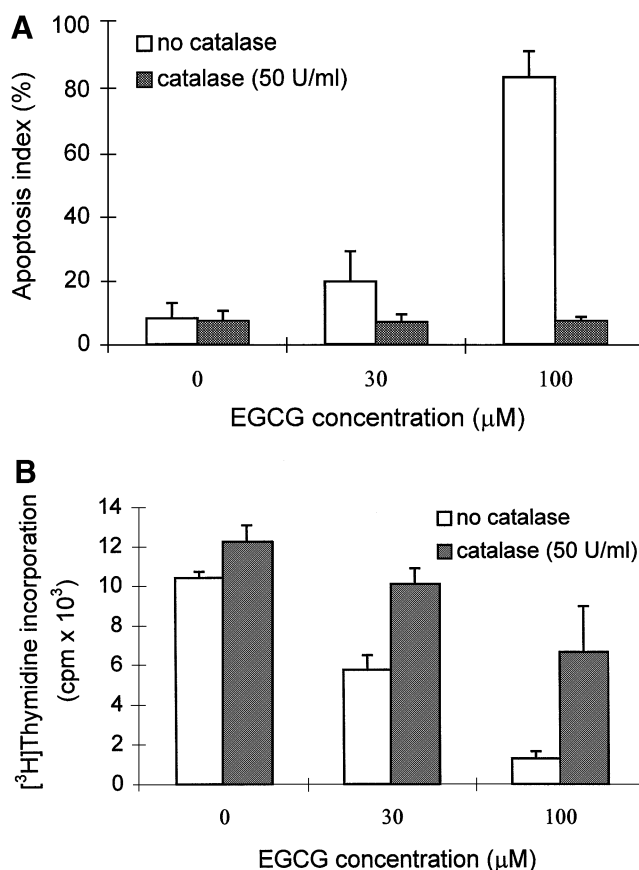 A
Apoptosis index (%)
100
80
60
40
20
0
no catalase
catalase (50 U/ml)
0 30 100
EGCG concentration (μM)
B
[³H]Thymidine incorporation
(cpm x 10³)
14
12
10
8
6
4
2
0
no catalase
catalase (50 U/ml)
0 30 100
EGCG concentration (μM)